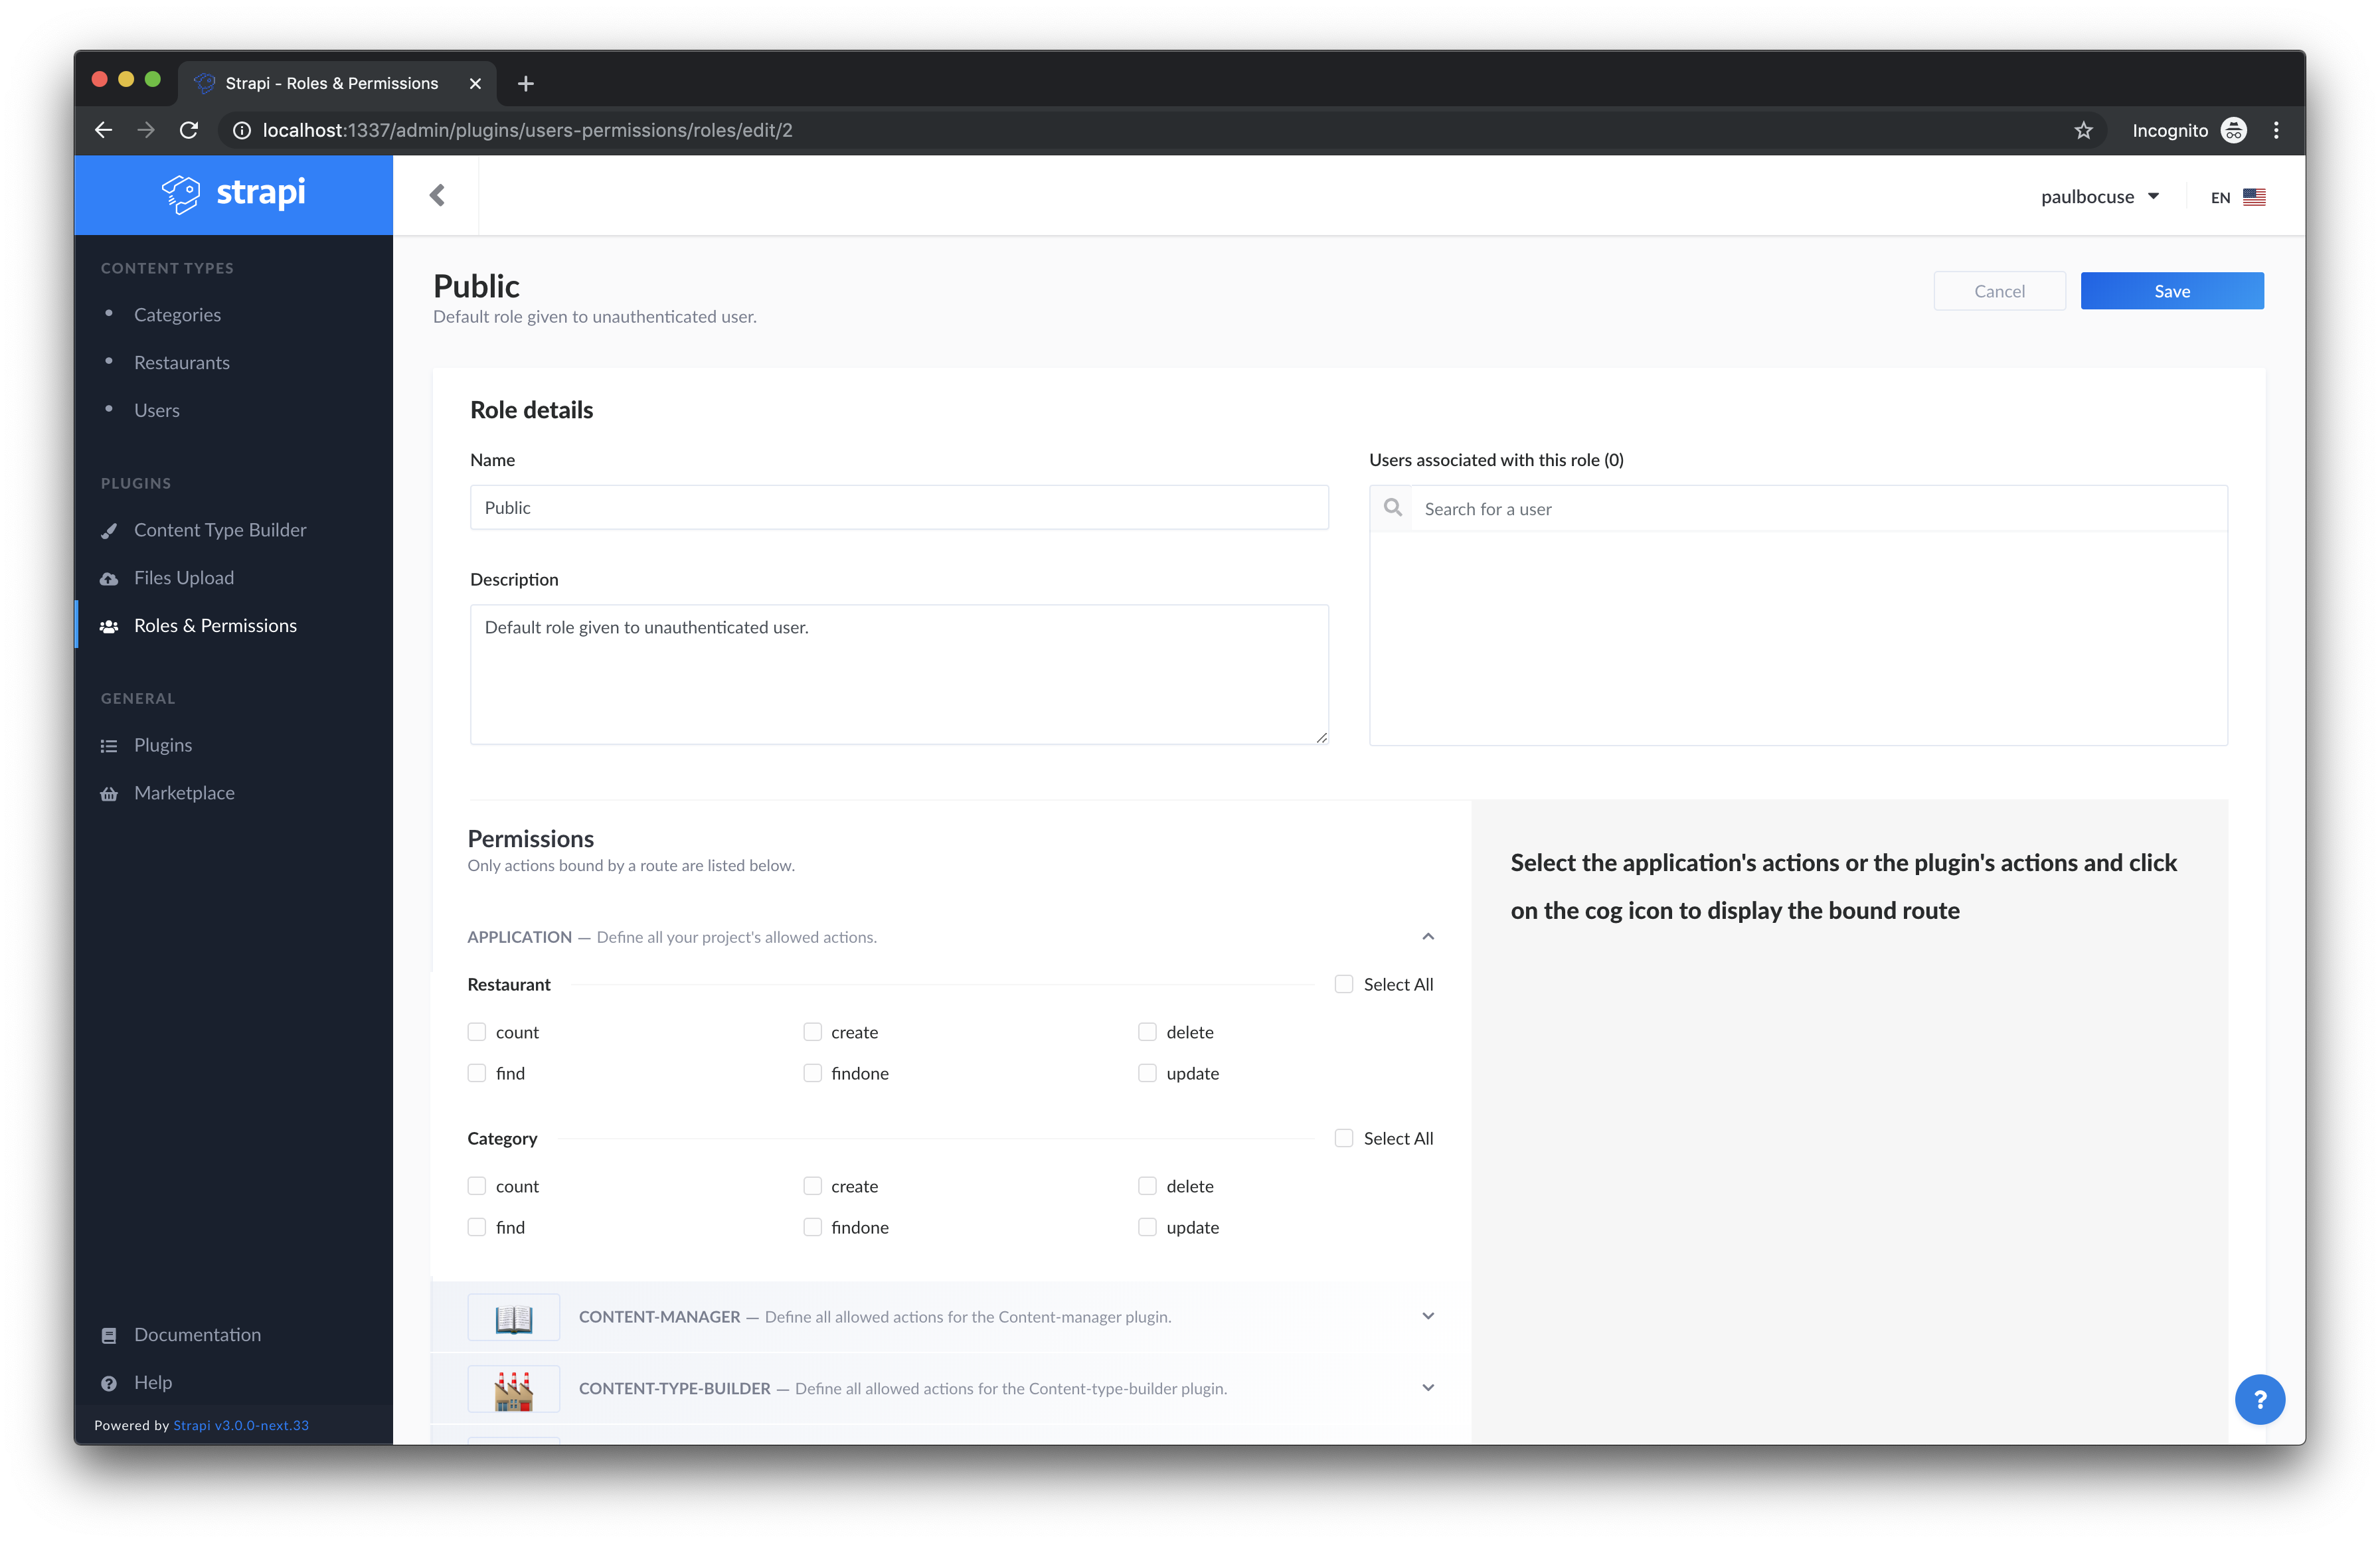 Strapi - Roles & Permissions
localhost:1337/admin/plugins/users-permissions/roles/edit/2
Incognito
strapi
paulbocuse
EN
CONTENT TYPES
Categories
Restaurants
Users
PLUGINS
Content Type Builder
Files Upload
Roles & Permissions
GENERAL
Plugins
Marketplace
Documentation
Help
Powered by Strapi v3.0.0-next.33
Public
Default role given to unauthenticated user.
Cancel
Save
Role details
Name
Public
Users associated with this role (0)
Search for a user
Description
Default role given to unauthenticated user.
Permissions
Only actions bound by a route are listed below.
APPLICATION — Define all your project's allowed actions.
Restaurant
Select All
count
create
delete
find
findone
update
Category
Select All
count
create
delete
find
findone
update
CONTENT-MANAGER — Define all allowed actions for the Content-manager plugin.
CONTENT-TYPE-BUILDER — Define all allowed actions for the Content-type-builder plugin.
Select the application's actions or the plugin's actions and click
on the cog icon to display the bound route
?